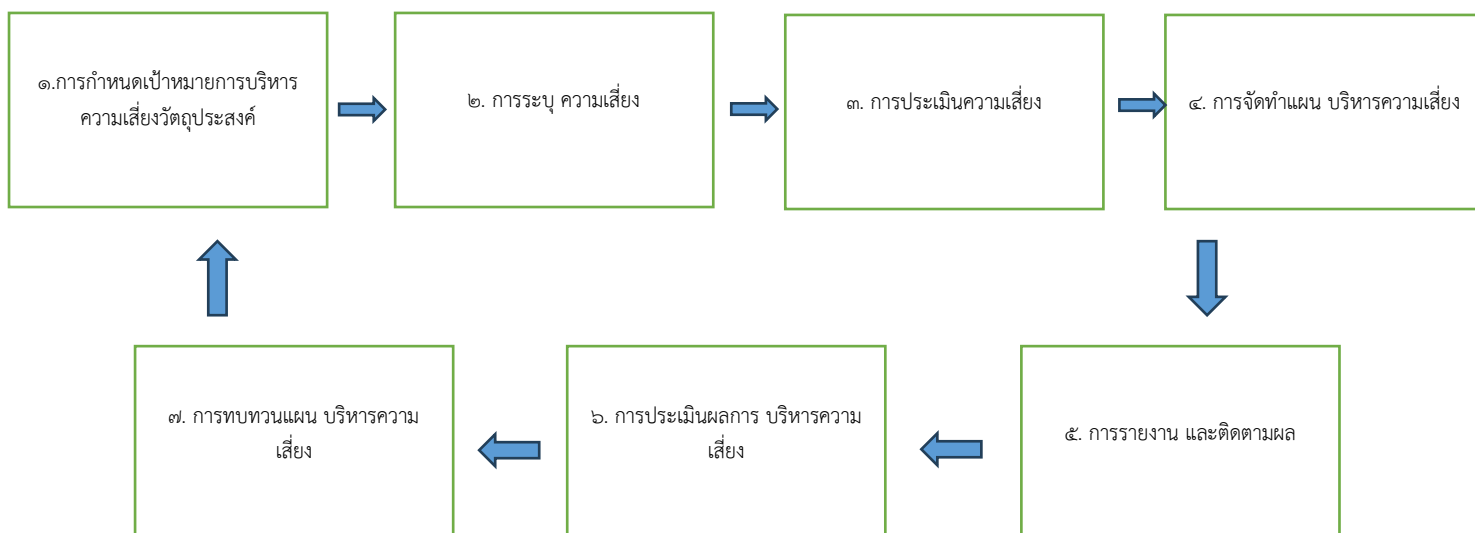 ๑.การกำหนดเป้าหมายการบริหาร
ความเสี่ยงวัตถุประสงค์
๒. การระบุ ความเสี่ยง
๓. การประเมินความเสี่ยง
๔. การจัดทำแผน บริหารความเสี่ยง
๗. การทบทวนแผน บริหารความ
เสี่ยง
๖. การประเมินผลการ บริหารความ
เสี่ยง
๕. การรายงาน และติดตามผล